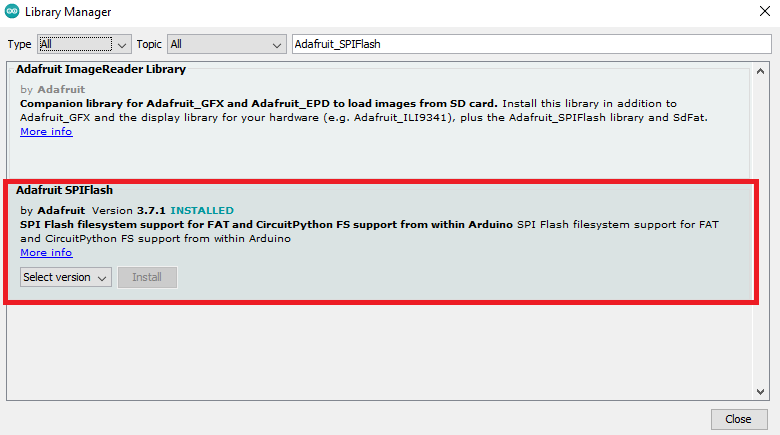 Library Manager
Type All Topic All Adafruit_SPIFlash
Adafruit ImageReader Library
by Adafruit
Companion library for Adafruit_GFX and Adafruit_EPD to load images from SD card. Install this library in addition to
Adafruit_GFX and the display library for your hardware (e.g. Adafruit_ILI9341), plus the Adafruit_SPIFlash library and SdFat.
More info
Adafruit SPIFlash
by Adafruit Version 3.7.1 INSTALLED
SPI Flash filesystem support for FAT and CircuitPython FS support from within Arduino SPI Flash filesystem support for FAT
and CircuitPython FS support from within Arduino
More info
Select version Install
Close